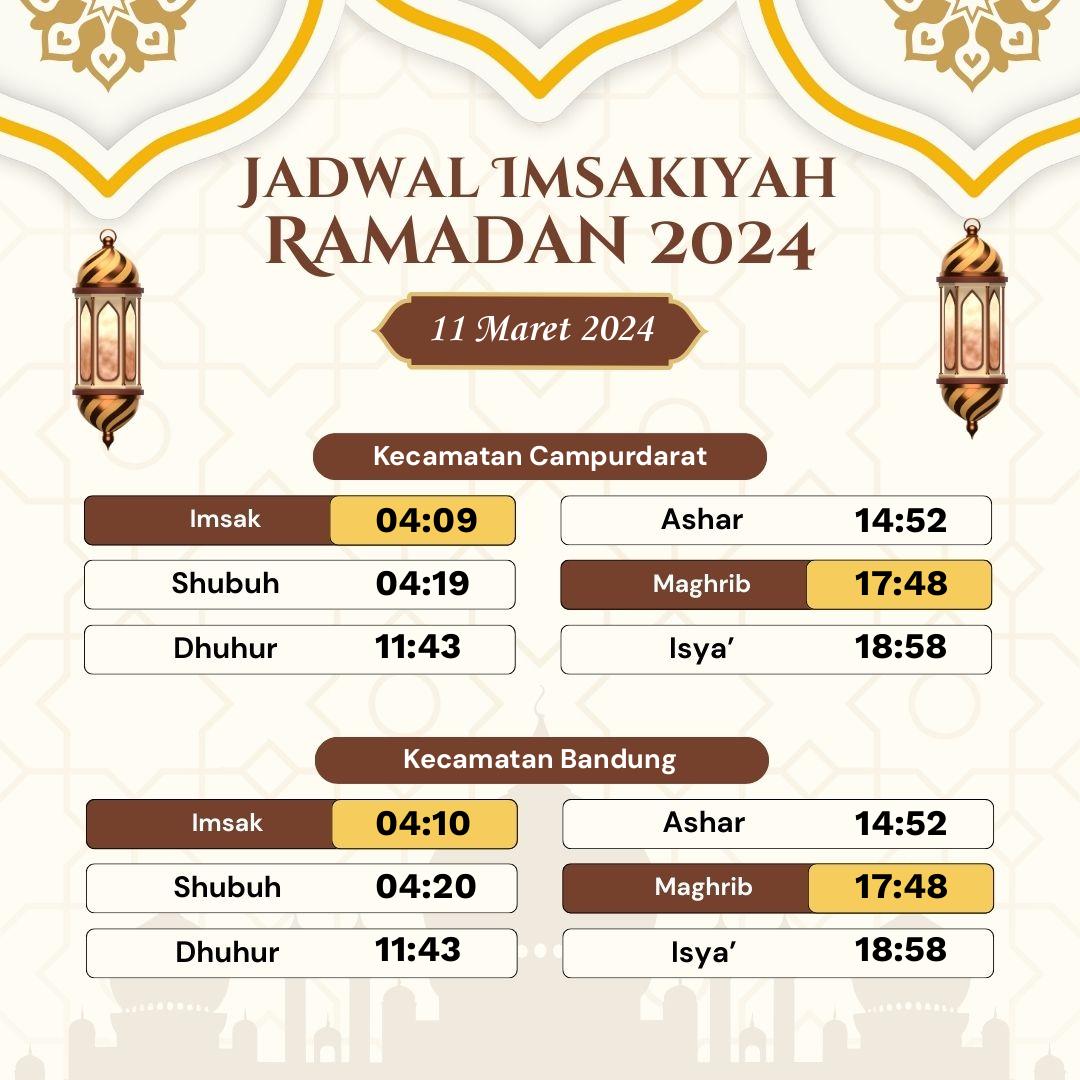 Jadwal Imsakiyah
Ramadan 2024
11 Maret 2024
Kecamatan Campurdarat
Imsak 04:09
Shubuh 04:19
Dhuhur 11:43
Ashar 14:52
Maghrib 17:48
Isya’ 18:58
Kecamatan Bandung
Imsak 04:10
Shubuh 04:20
Dhuhur 11:43
Ashar 14:52
Maghrib 17:48
Isya’ 18:58